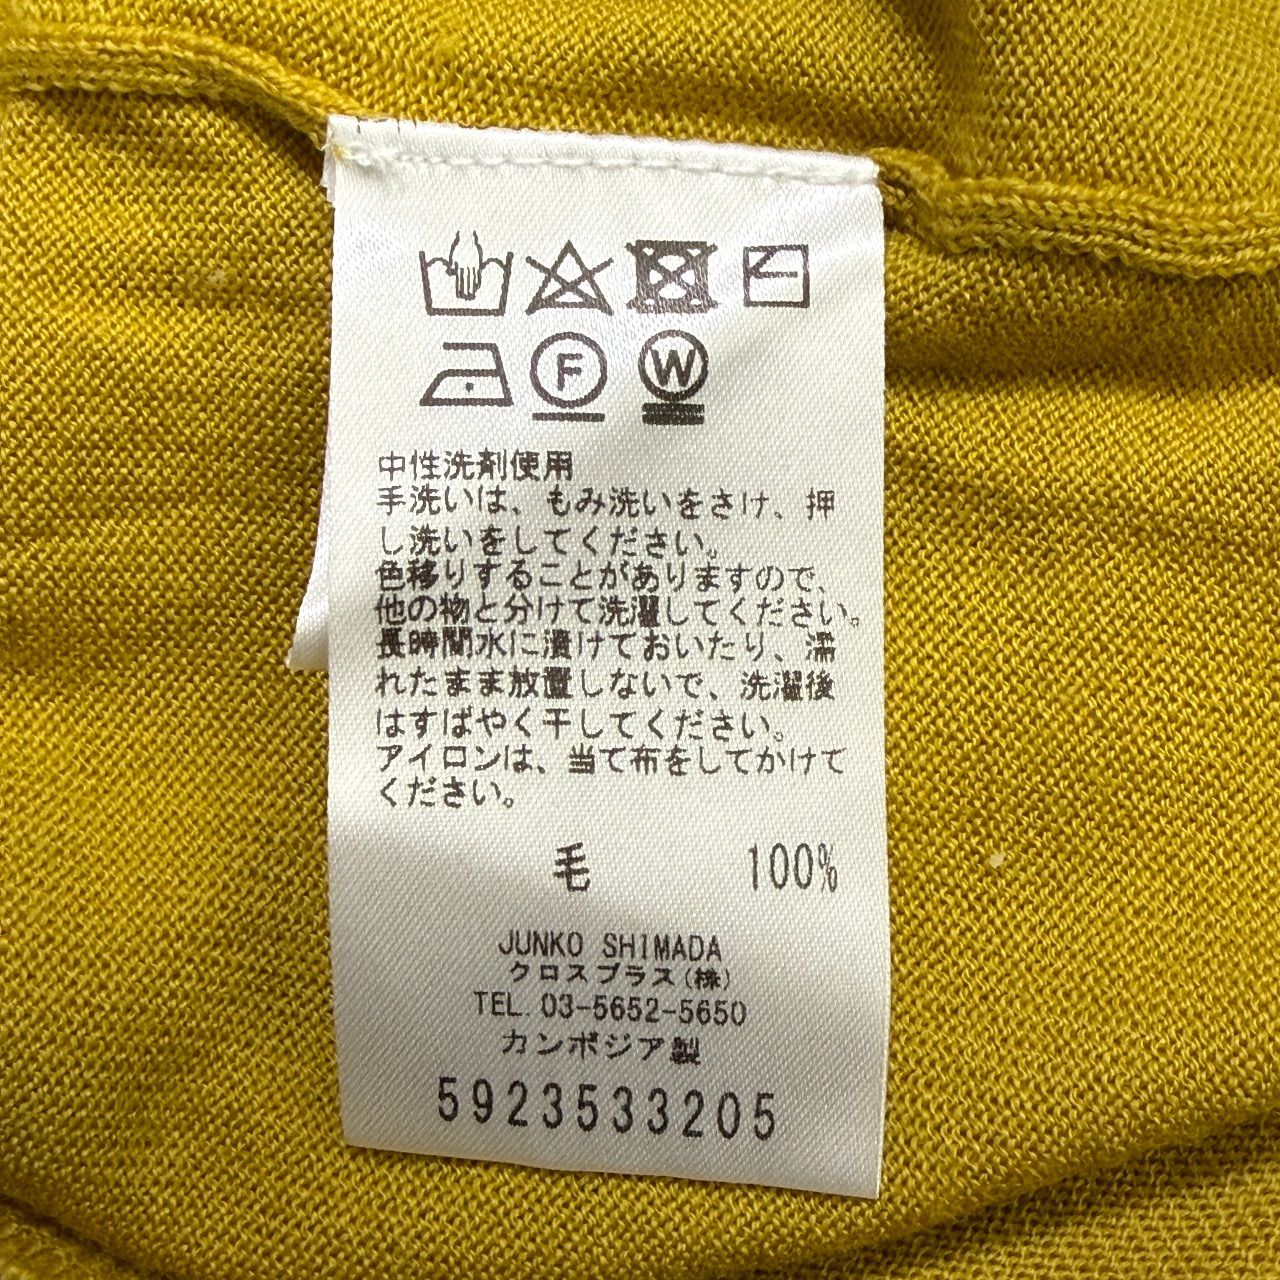 F W
中性洗剤使用
手洗いは、もみ洗いをさけ、押
し洗いをしてください。
色移りすることがありますので、
他の物と分けて洗濯してください。
長時間水に漬けておいたり、濡
れたまま放置しないで、洗濯後
はすばやく干してください。
アイロンは、当て布をしてかけて
ください。
毛 100%
JUNKO SHIMADA
クロスプラス(株)
TEL. 03-5652-5650
カンボジア製
5923533205